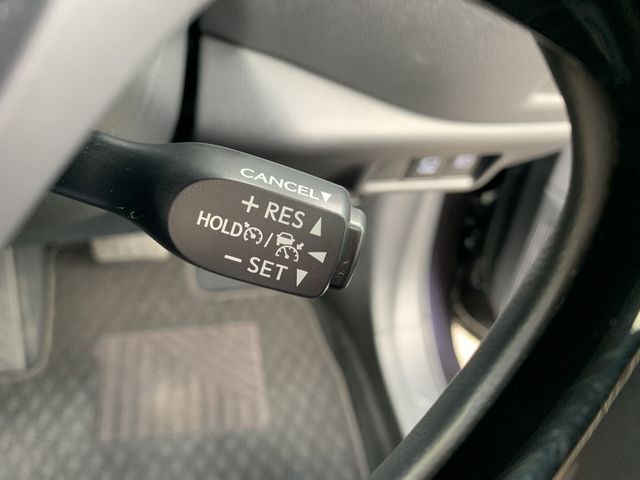 CANCEL▼
+ RES ▲
HOLD /
− SET ▼